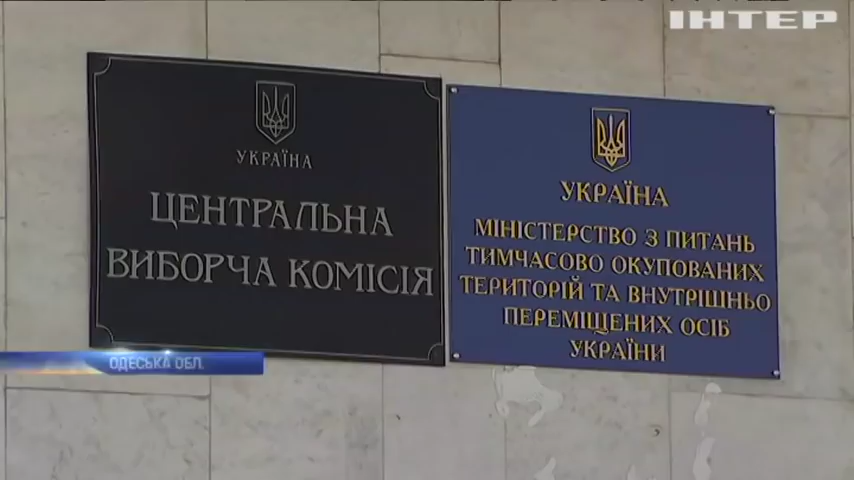 ІНТЕР
УКРАЇНА
ЦЕНТРАЛЬНА
ВИБОРЧА КОМІСІЯ
УКРАЇНА
МІНІСТЕРСТВО З ПИТАНЬ
ТИМЧАСОВО ОКУПОВАНИХ
ТЕРИТОРІЙ ТА ВНУТРІШНЬО
ПЕРЕМІЩЕНИХ ОСІБ
УКРАЇНИ
ОДЕСЬКА ОБЛ.